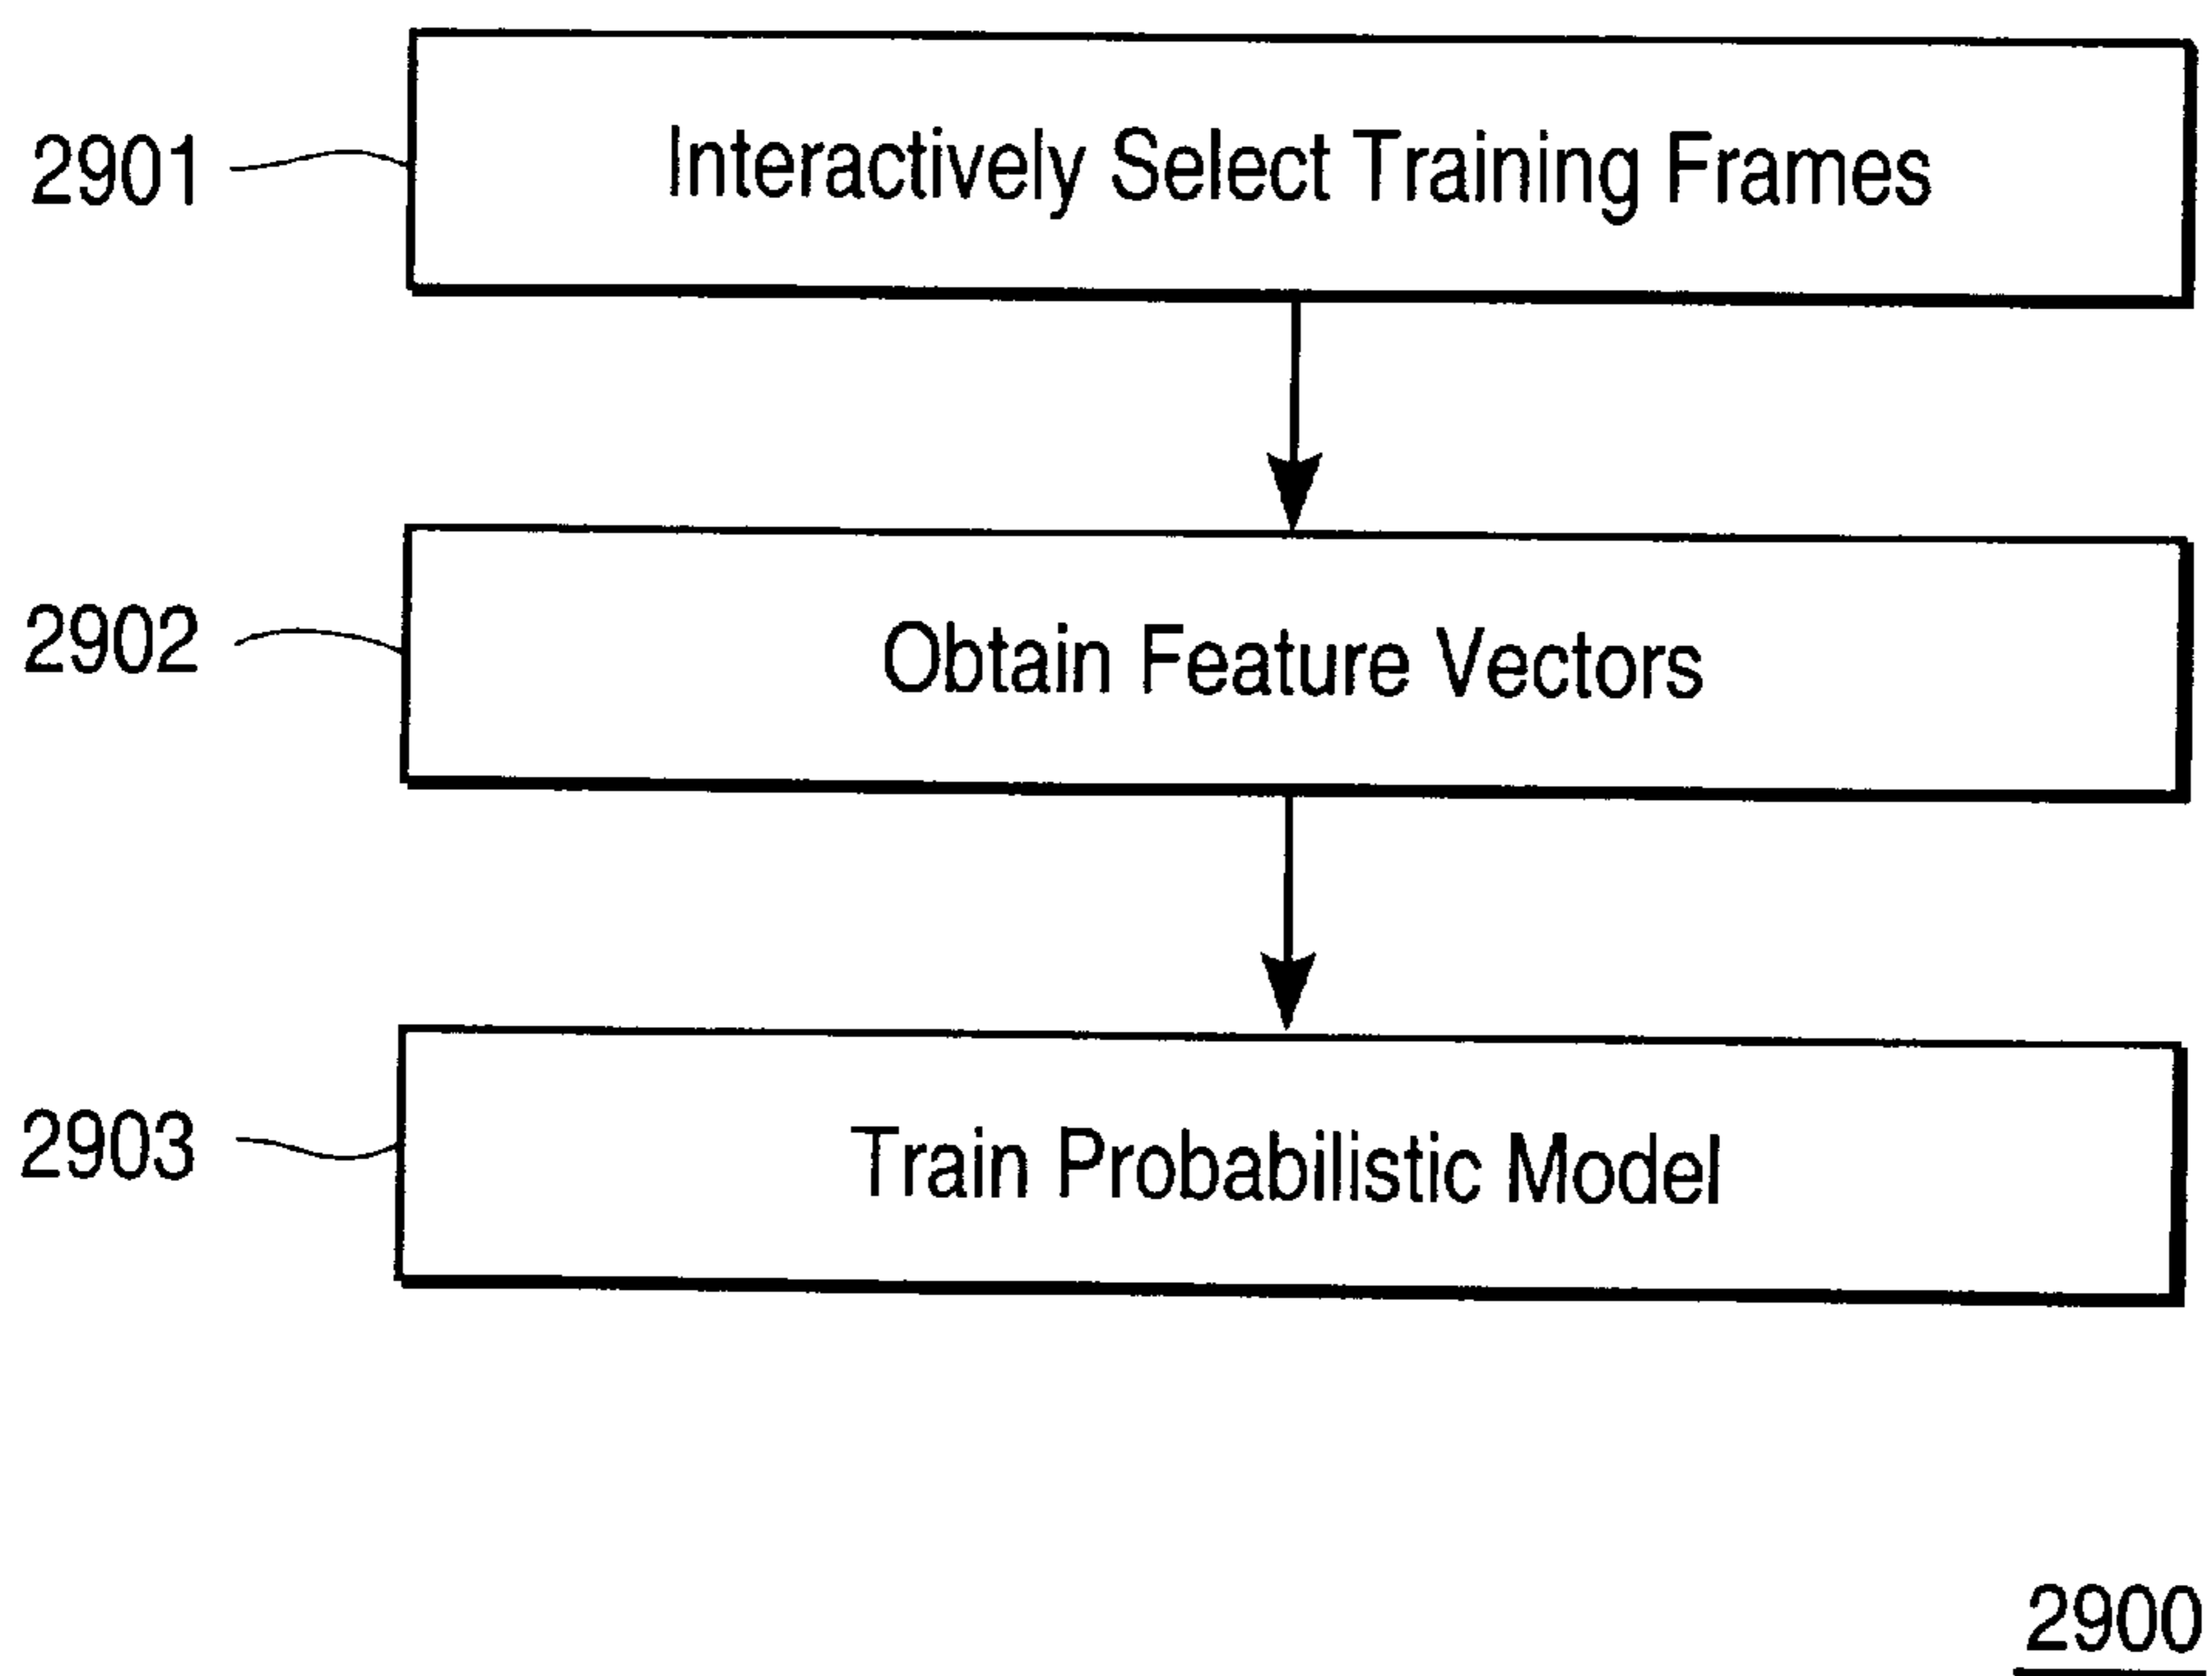 2901
Interactively Select Training Frames
2902
Obtain Feature Vectors
2903
Train Probabilistic Model
2900